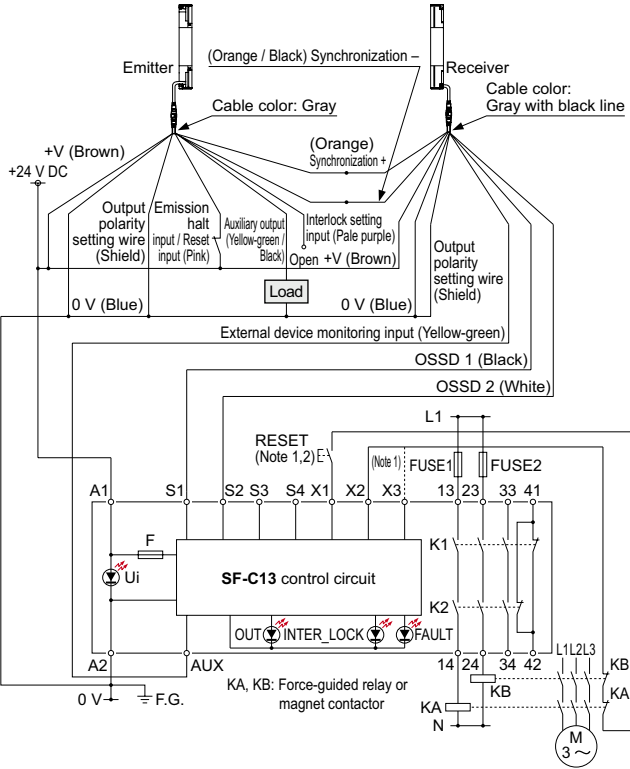 (Orange / Black) Synchronization –
Emitter
Receiver
Cable color: Gray
Cable color:
Gray with black line
+V (Brown)
(Orange)
Synchronization +
+24 V DC
Output
polarity
setting wire
(Shield)
Emission
halt
input / Reset
input (Pink)
Auxiliary output
(Yellow-green /
Black)
Interlock setting
input (Pale purple)
Open
+V (Brown)
Output
polarity
setting wire
(Shield)
Load
0 V (Blue)
0 V (Blue)
External device monitoring input (Yellow-green)
OSSD 1 (Black)
OSSD 2 (White)
L1
RESET
(Note 1,2)
(Note 1)
FUSE1
FUSE2
A1 S1 S2 S3 S4 X1 X2 X3 13 23 33 41
F
K1
Ui
SF-C13 control circuit
K2
OUT INTER_LOCK FAULT
A2 AUX 14 24 34 42
L1L2L3
KA, KB: Force-guided relay or
magnet contactor
KB
KB
KA
KA
0 V
F.G.
N
M
3 ~